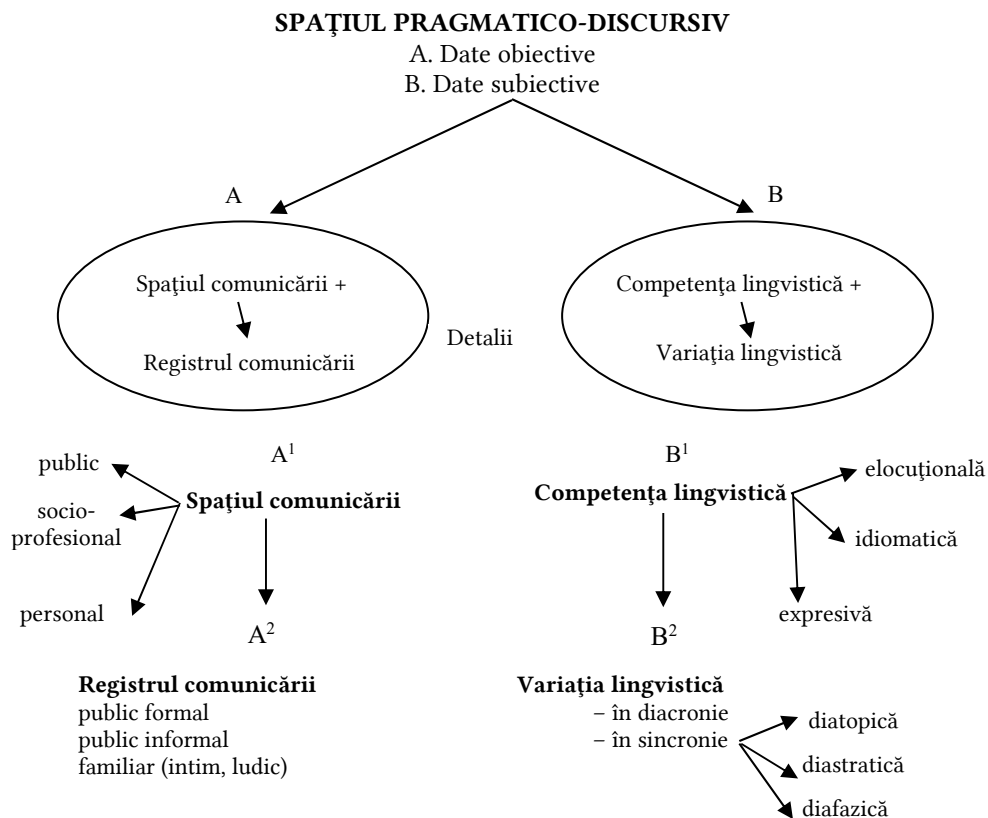 SPAŢIUL PRAGMATICO-DISCURSIV
A. Date obiective
B. Date subiective
A
B
Spaţiul comunicării +
Registrul comunicării
Detalii
Competenţa lingvistică +
Variaţia lingvistică
A¹
public
Spaţiul comunicării
socio-
profesional
personal
A²
Registrul comunicării
public formal
public informal
familiar (intim, ludic)
B¹
Competenţa lingvistică
elocuţională
idiomatică
expresivă
B²
Variaţia lingvistică
– în diacronie
– în sincronie
diatopică
diastratică
diafazică